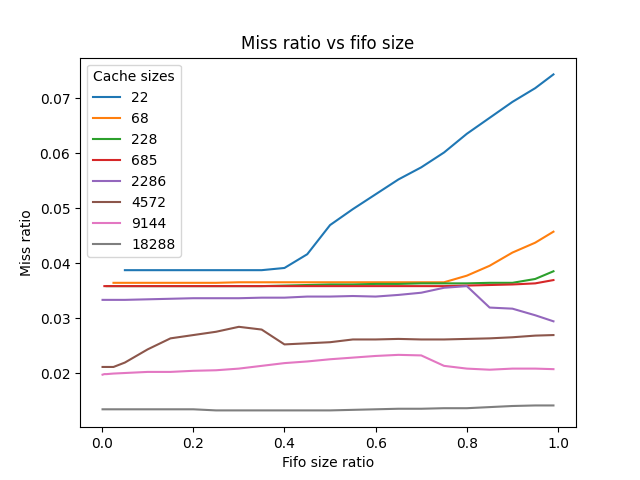 Miss ratio vs fifo size
Cache sizes
22
68
228
685
2286
4572
9144
18288
0.07
0.06
0.05
0.04
0.03
0.02
Miss ratio
0.0 0.2 0.4 0.6 0.8 1.0
Fifo size ratio